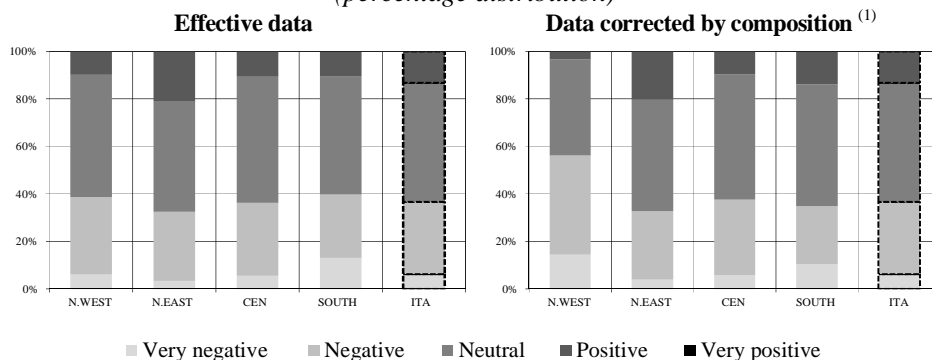 (percentage distribution)
Effective data
Data corrected by composition (1)
100%
80%
60%
40%
20%
0%
N.WEST N.EAST CEN SOUTH ITA
100%
80%
60%
40%
20%
0%
N.WEST N.EAST CEN SOUTH ITA
Very negative Negative Neutral Positive Very positive